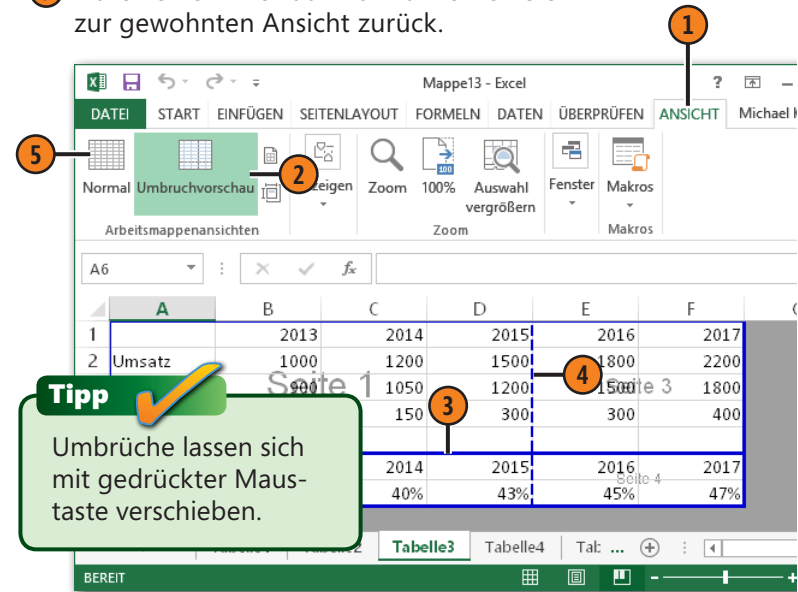 zur gewohnten Ansicht zurück.
1
Mappe13 - Excel ?
DATEI START EINFÜGEN SEITENLAYOUT FORMELN DATEN ÜBERPRÜFEN ANSICHT Michael
5
2
100
Normal Umbruchvorschau Zoom 100% Auswahl vergrößern Fenster Makros
Arbeitsmappenansichten Zoom Makros
A6 fx
A B C D E F
1 2013 2014 2015 2016 2017
2 Umsatz 1000 1200 1500 1800 2200
900 1050 1200 1500 1800
Seite 1
Seite 3
4
3
150 300 300 400
2014 2015 2016 2017
Seite 4
40% 43% 45% 47%
Tipp
Umbrüche lassen sich
mit gedrückter Maus-
taste verschieben.
Tabelle3 Tabelle4 ...
BEREIT